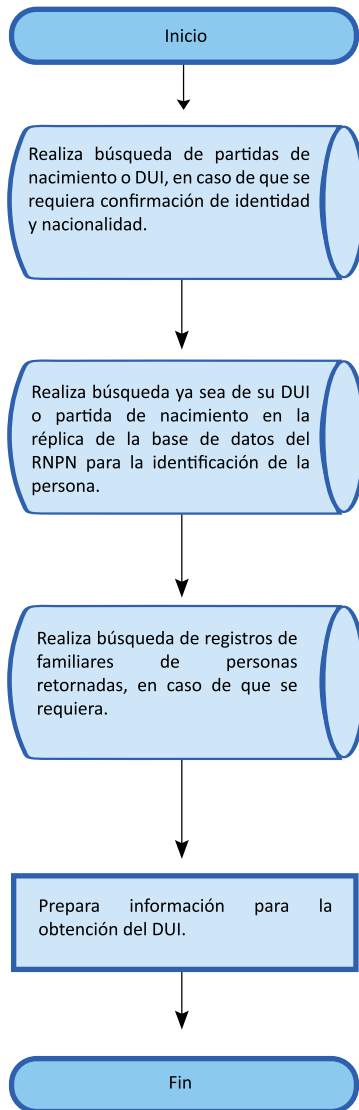 Inicio
Realiza búsqueda de partidas de
nacimiento o DUI, en caso de que se
requiera confirmación de identidad
y nacionalidad.
Realiza búsqueda ya sea de su DUI
o partida de nacimiento en la
réplica de la base de datos del
RNPN para la identificación de la
persona.
Realiza búsqueda de registros de
familiares de personas
retornadas, en caso de que se
requiera.
Prepara información para la
obtención del DUI.
Fin